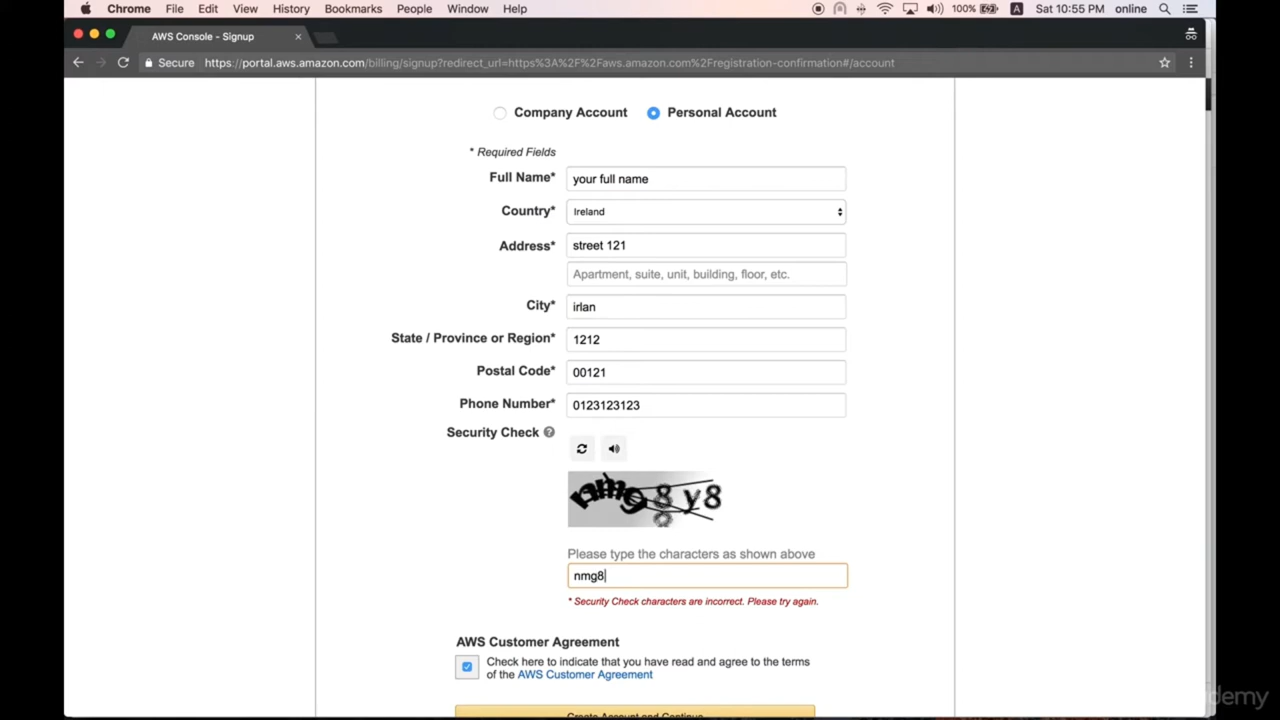 Chrome File Edit View History Bookmarks People Window Help 100% A Sat 10:55 PM online
AWS Console - Signup
Secure https://portal.aws.amazon.com/billing/signup?redirect_url=https%3A%2F%2Faws.amazon.com%2Fregistration-confirmation#/account
Company Account Personal Account
* Required Fields
Full Name* your full name
Country* Ireland
Address* street 121
Apartment, suite, unit, building, floor, etc.
City* irlan
State / Province or Region* 1212
Postal Code* 00121
Phone Number* 0123123123
Security Check ?
Please type the characters as shown above
nmg8
* Security Check characters are incorrect. Please try again.
AWS Customer Agreement
Check here to indicate that you have read and agree to the terms
of the AWS Customer Agreement
Create Account and Continue